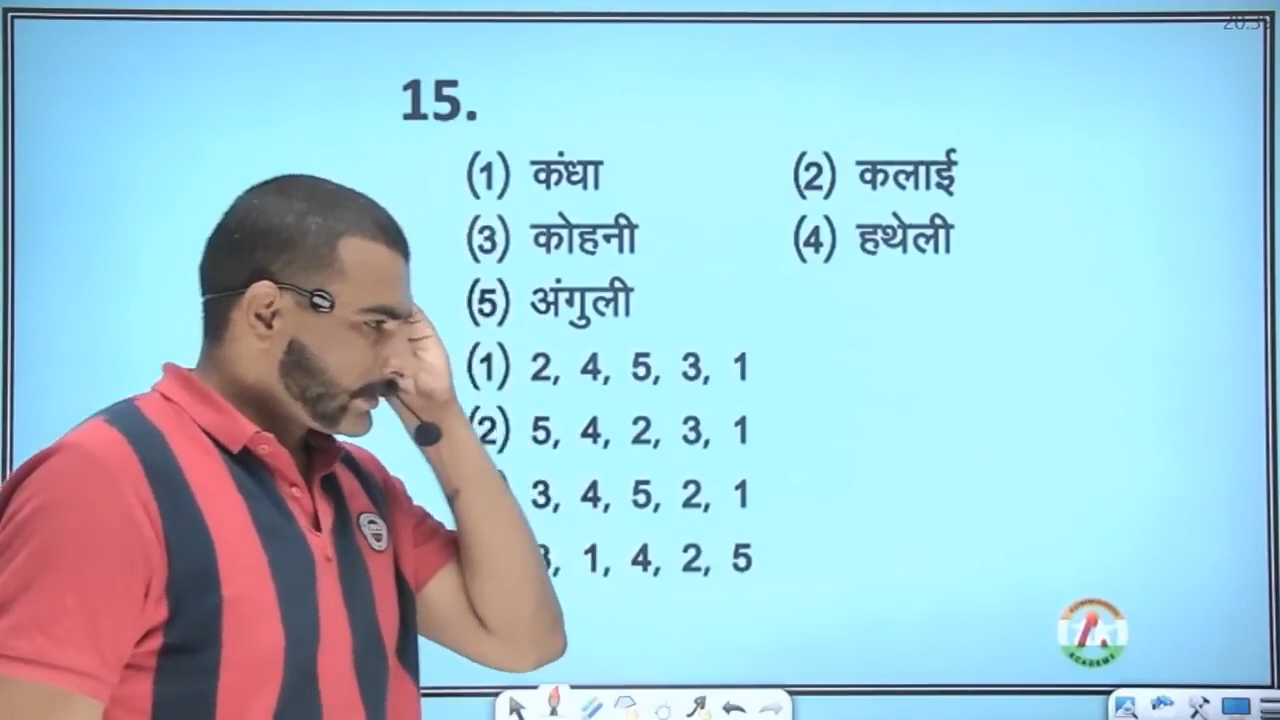 15.
(1) कंधा (2) कलाई
(3) कोहनी (4) हथेली
(5) अंगुली
(1) 2, 4, 5, 3, 1
(2) 5, 4, 2, 3, 1
3, 4, 5, 2, 1
1, 4, 2, 5
ACADEMY